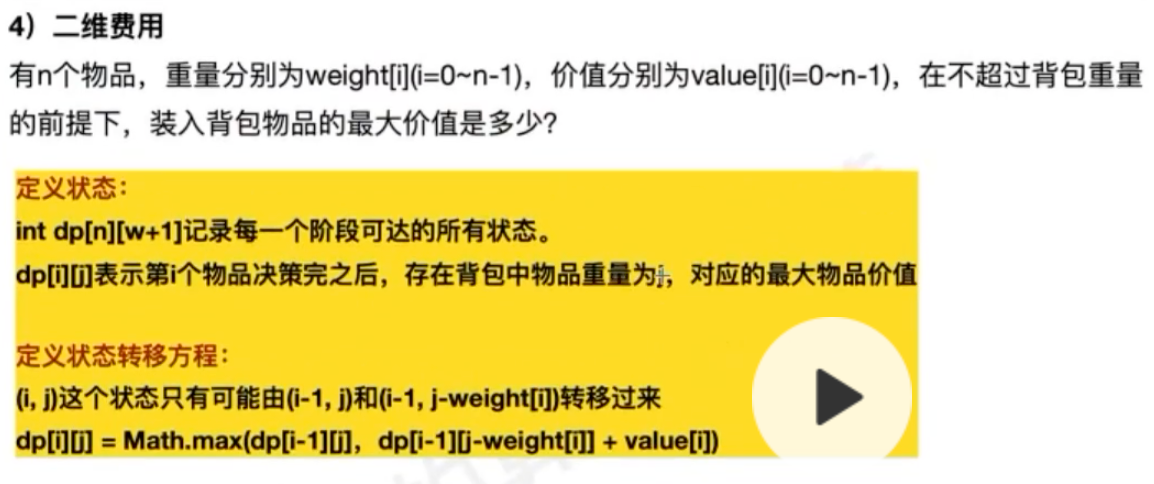 4）二维费用
有n个物品，重量分别为weight[i](i=0~n-1)，价值分别为value[i](i=0~n-1)，在不超过背包重量
的前提下，装入背包物品的最大价值是多少?
定义状态：
int dp[n][w+1]记录每一个阶段可达的所有状态。
dp[i][j]表示第i个物品决策完之后，存在背包中物品重量为j，对应的最大物品价值
定义状态转移方程：
(i, j)这个状态只有可能由(i-1, j)和(i-1, j-weight[i])转移过来
dp[i][j] = Math.max(dp[i-1][j]，dp[i-1][j-weight[i]] + value[i])